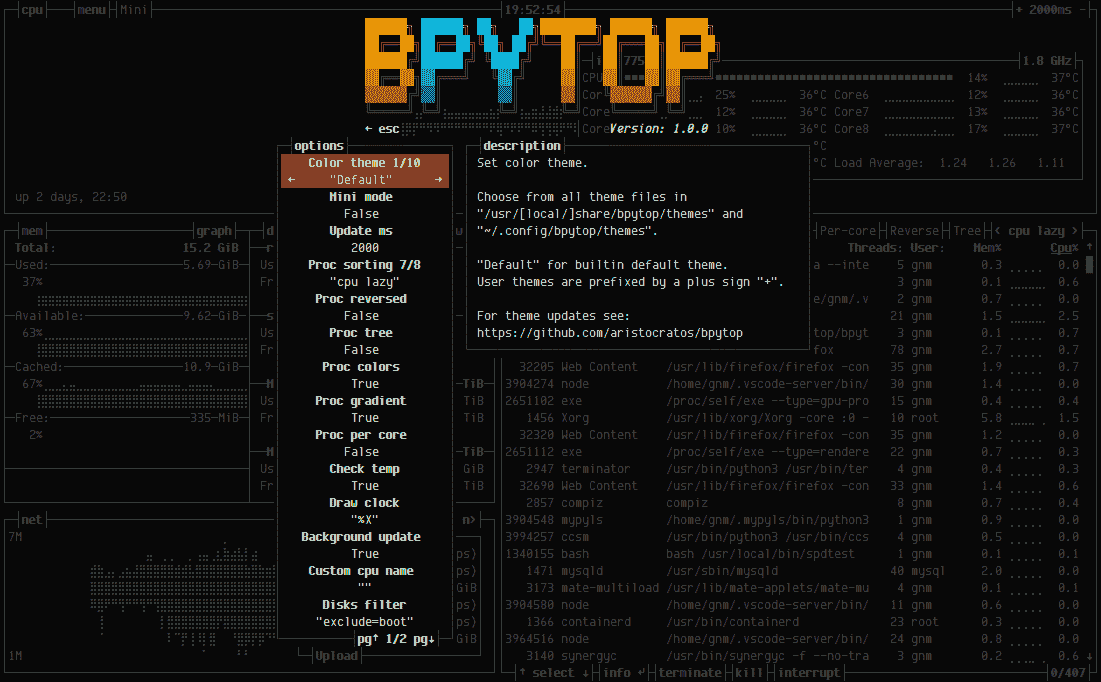 cpu menu Mini 19:52:54 + 2000ms -
BPYTOP
1.8 GHz
CPU 14% 37°C
25% 36°C Core6 12% 36°C
Core 12% 36°C Core7 13% 36°C
← esc Core Version: 1.0.0 10% 36°C Core8 17% 37°C
°C
°C Load Average: 1.24 1.26 1.11
up 2 days, 22:50
options
Color theme 1/10
← "Default" →
Mini mode
False
Update ms
2000
Proc sorting 7/8
"cpu lazy"
Proc reversed
False
Proc tree
False
Proc colors
True
Proc gradient
True
Proc per core
False
Check temp
True
Draw clock
"%X"
Background update
True
Custom cpu name
""
Disks filter
"exclude=boot"
pg↑ 1/2 pg↓
description
Set color theme.
Choose from all theme files in
"/usr/[local/]share/bpytop/themes" and
"~/.config/bpytop/themes".
"Default" for builtin default theme.
User themes are prefixed by a plus sign "+".
For theme updates see:
https://github.com/aristocratos/bpytop
mem graph
Total: 15.2 GiB
Used: 5.69 GiB
37%
Available: 9.62 GiB
63%
Cached: 10.9 GiB
67%
Free: 335 MiB
2%
TiB
TiB
TiB
GiB
TiB
net n>
7M
ps)
ps)
GiB
ps)
ps)
GiB
1M Upload
Per-core Reverse Tree < cpu lazy >
Threads: User: Mem% Cpu% ↑
a --inte 5 gnm 0.3 0.0
3 gnm 0.1 0.6
e/gnm/.v 2 gnm 0.7 0.0
21 gnm 1.5 2.5
top/bpyt 3 gnm 0.1 0.7
fox 78 gnm 2.7 0.7
32205 Web Content /usr/lib/firefox/firefox -con 35 gnm 1.9 0.7
3904274 node /home/gnm/.vscode-server/bin/ 30 gnm 1.4 0.0
2651102 exe /proc/self/exe --type=gpu-pro 15 gnm 0.4 0.4
1456 Xorg /usr/lib/xorg/Xorg -core :0 - 10 root 5.8 1.5
32320 Web Content /usr/lib/firefox/firefox -con 35 gnm 1.2 0.0
2651112 exe /proc/self/exe --type=rendere 22 gnm 0.7 0.3
2947 terminator /usr/bin/python3 /usr/bin/ter 4 gnm 0.4 0.3
32690 Web Content /usr/lib/firefox/firefox -con 33 gnm 1.4 0.6
2857 compiz compiz 8 gnm 0.7 0.4
3904548 mypyls /home/gnm/.mypyls/bin/python3 1 gnm 0.9 0.0
3994257 ccsm /usr/bin/python3 /usr/bin/ccs 4 gnm 0.5 0.0
1340155 bash bash /usr/local/bin/spdtest 1 gnm 0.1 0.1
1471 mysqld /usr/sbin/mysqld 40 mysql 2.0 0.0
3173 mate-multiload /usr/lib/mate-applets/mate-mu 4 gnm 0.1 0.1
3904580 node /home/gnm/.vscode-server/bin/ 11 gnm 0.6 0.0
1366 containerd /usr/bin/containerd 23 root 0.3 0.0
3964516 node /home/gnm/.vscode-server/bin/ 24 gnm 0.8 0.0
3140 synergyc /usr/bin/synergyc -f --no-tra 3 gnm 0.2 0.6 ↓
↑ select ↓ info ↲ terminate kill interrupt 0/407